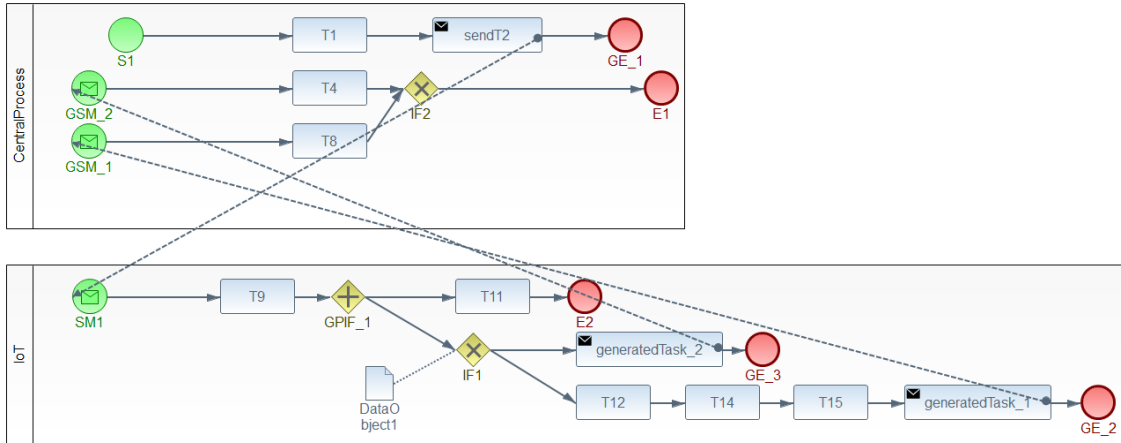 CentralProcess
T1
sendT2
S1
GE_1
T4
GSM_2
IF2
E1
T8
GSM_1
IoT
T9
T11
SM1
GPIF_1
E2
generatedTask_2
IF1
GE_3
DataO
bject1
T12
T14
T15
generatedTask_1
GE_2